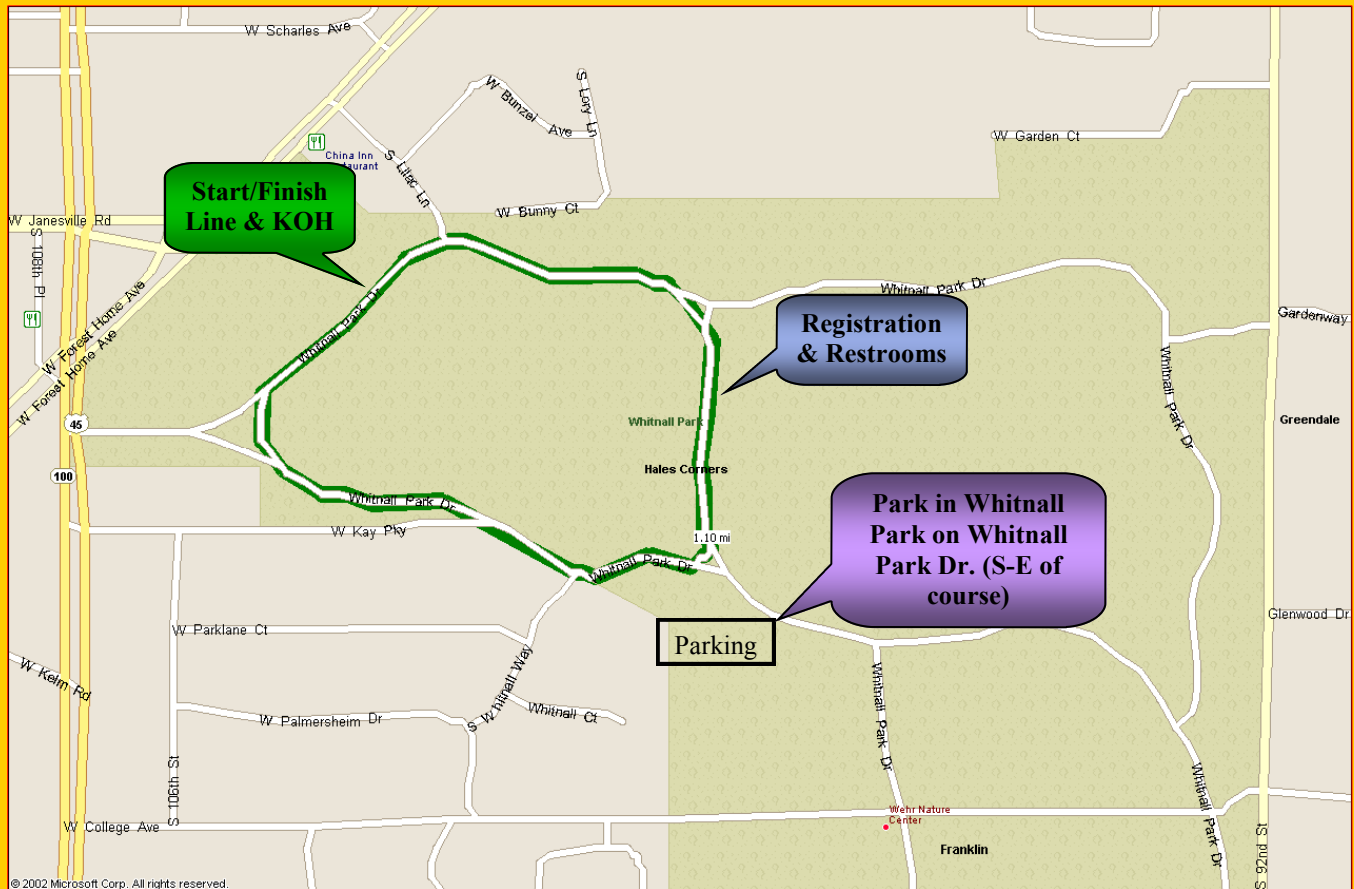 W Scharles Ave
W Bunzel Ave
S Lory Ln
W Garden Ct
China Inn
S Lilac Ln
Start/Finish
Line & KOH
W Bunny Ct
W Janesville Rd
S 108th Pl
Whitnall Park Dr
Whitnall Park Dr
Registration
& Restrooms
Gardenway
W Forest Home Ave
W Forest Home Ave
Whitnall Park Dr
45
Whitnall Park
Greendale
Hales Corners
100
Whitnall Park Dr
W Kay Pky
1.10 mi
Park in Whitnall
Park on Whitnall
Park Dr. (S-E of
course)
Whitnall Park Dr
Glenwood Dr
W Parklane Ct
Parking
W Kelm Rd
S Whitnall Way
Whitnall Ct
W Palmersheim Dr
Whitnall Park Dr
S 106th St
Whitnall Park Dr
W College Ave
Wehr Nature
Center
Franklin
S 92nd St
© 2002 Microsoft Corp. All rights reserved.